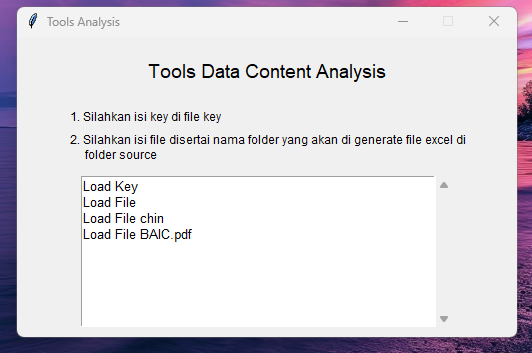 Tools Analysis
Tools Data Content Analysis
1. Silahkan isi key di file key
2. Silahkan isi file disertai nama folder yang akan di generate file excel di
folder source
Load Key
Load File
Load File chin
Load File BAIC.pdf